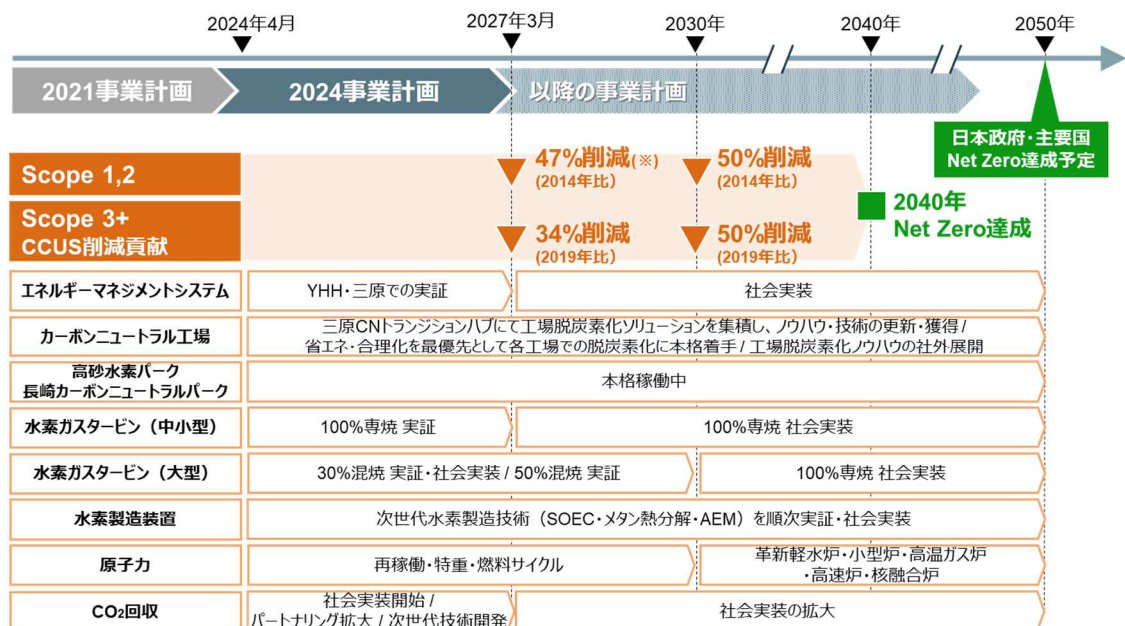 2024年4月
2027年3月
2030年
2040年
2050年
2021事業計画
2024事業計画
以降の事業計画
日本政府・主要国
Net Zero達成予定
Scope 1,2
47%削減(※)
(2014年比)
50%削減
(2014年比)
Scope 3+
CCUS削減貢献
34%削減
(2019年比)
50%削減
(2019年比)
2040年
Net Zero達成
エネルギーマネジメントシステム
YHH・三原での実証
社会実装
カーボンニュートラル工場
三原CNトランジションハブにて工場脱炭素化ソリューションを集積し、ノウハウ・技術の更新・獲得 /
省エネ・合理化を最優先として各工場での脱炭素化に本格着手 / 工場脱炭素化ノウハウの社外展開
高砂水素パーク
長崎カーボンニュートラルパーク
本格稼働中
水素ガスタービン（中小型）
100%専焼 実証
100%専焼 社会実装
水素ガスタービン（大型）
30%混焼 実証・社会実装 / 50%混焼 実証
100%専焼 社会実装
水素製造装置
次世代水素製造技術（SOEC・メタン熱分解・AEM）を順次実証・社会実装
原子力
再稼働・特重・燃料サイクル
革新軽水炉・小型炉・高温ガス炉
・高速炉・核融合炉
CO₂回収
社会実装開始 /
パートナリング拡大 / 次世代技術開発
社会実装の拡大